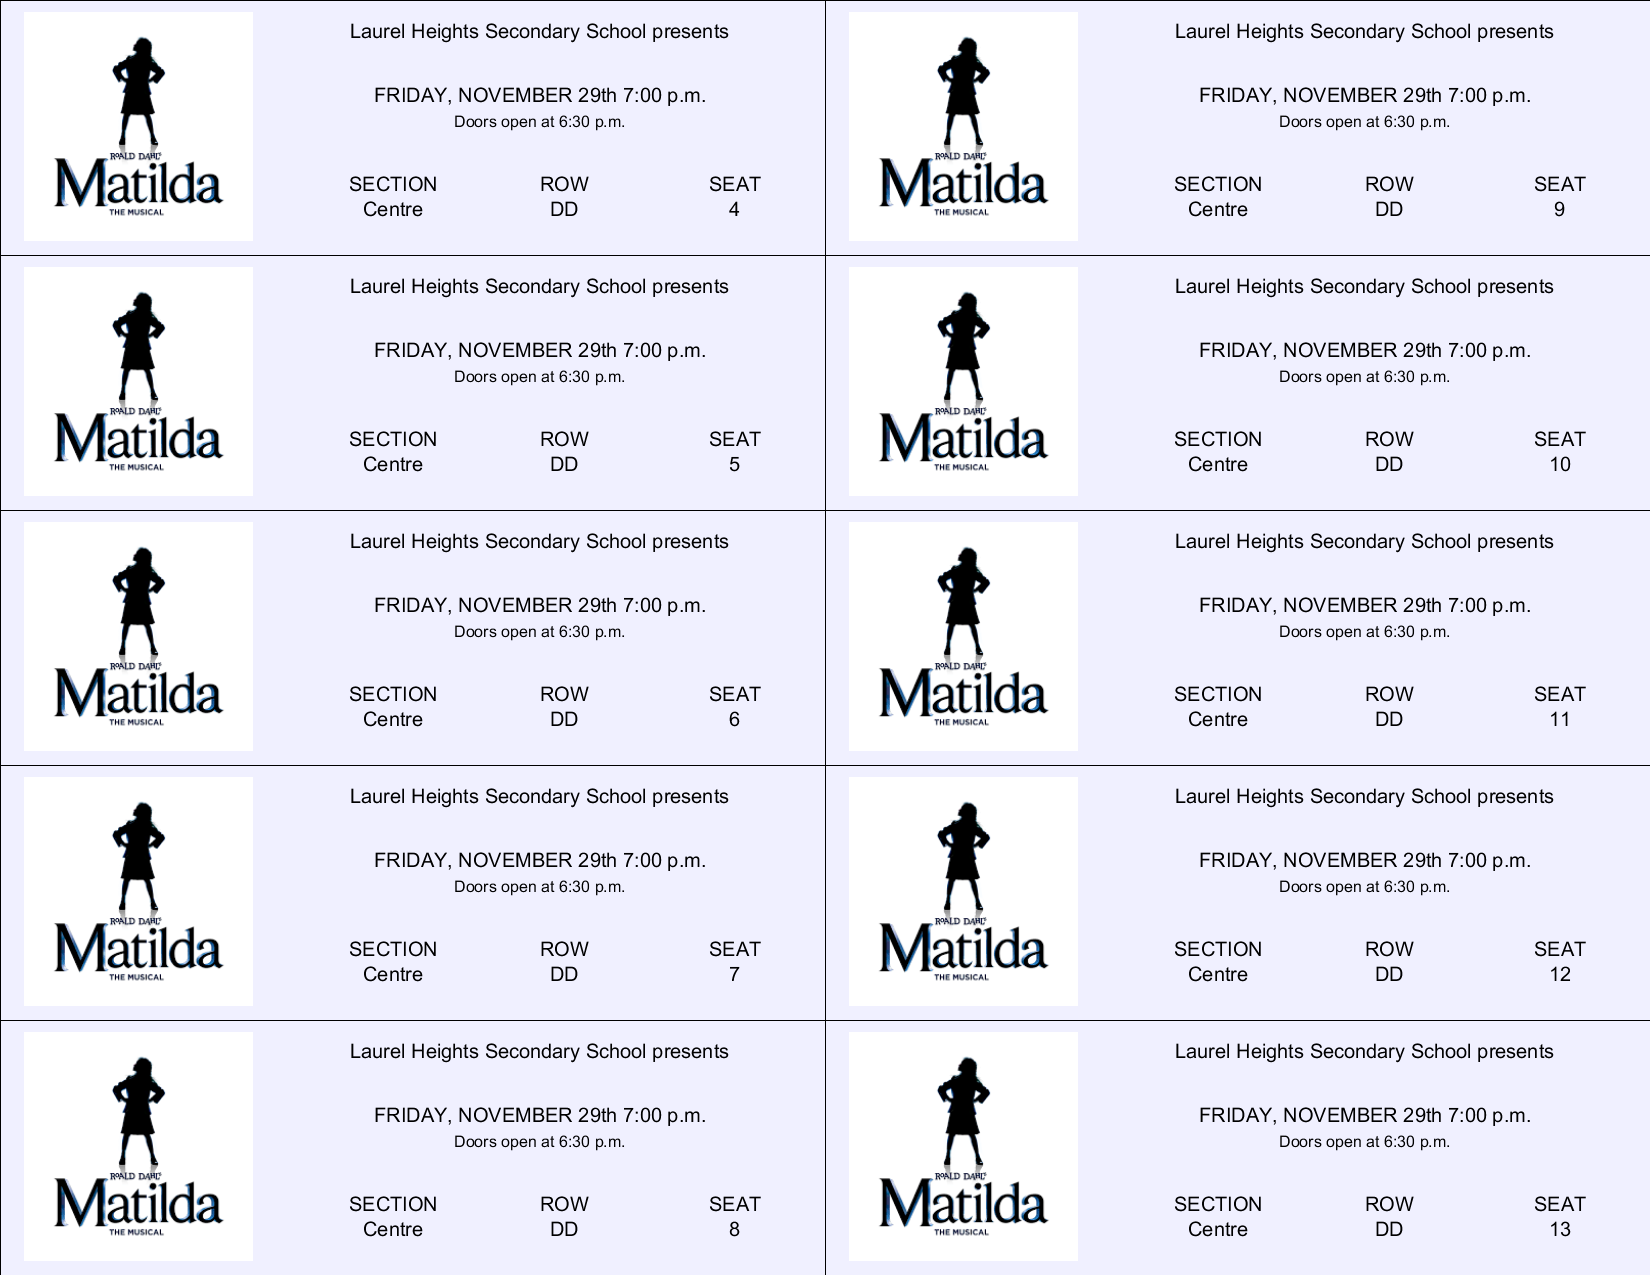 Laurel Heights Secondary School presents
FRIDAY, NOVEMBER 29th 7:00 p.m.
Doors open at 6:30 p.m.
ROALD DAHL'S
Matilda
THE MUSICAL
SECTION ROW SEAT
Centre DD 4
Laurel Heights Secondary School presents
FRIDAY, NOVEMBER 29th 7:00 p.m.
Doors open at 6:30 p.m.
ROALD DAHL'S
Matilda
THE MUSICAL
SECTION ROW SEAT
Centre DD 9
Laurel Heights Secondary School presents
FRIDAY, NOVEMBER 29th 7:00 p.m.
Doors open at 6:30 p.m.
ROALD DAHL'S
Matilda
THE MUSICAL
SECTION ROW SEAT
Centre DD 5
Laurel Heights Secondary School presents
FRIDAY, NOVEMBER 29th 7:00 p.m.
Doors open at 6:30 p.m.
ROALD DAHL'S
Matilda
THE MUSICAL
SECTION ROW SEAT
Centre DD 10
Laurel Heights Secondary School presents
FRIDAY, NOVEMBER 29th 7:00 p.m.
Doors open at 6:30 p.m.
ROALD DAHL'S
Matilda
THE MUSICAL
SECTION ROW SEAT
Centre DD 6
Laurel Heights Secondary School presents
FRIDAY, NOVEMBER 29th 7:00 p.m.
Doors open at 6:30 p.m.
ROALD DAHL'S
Matilda
THE MUSICAL
SECTION ROW SEAT
Centre DD 11
Laurel Heights Secondary School presents
FRIDAY, NOVEMBER 29th 7:00 p.m.
Doors open at 6:30 p.m.
ROALD DAHL'S
Matilda
THE MUSICAL
SECTION ROW SEAT
Centre DD 7
Laurel Heights Secondary School presents
FRIDAY, NOVEMBER 29th 7:00 p.m.
Doors open at 6:30 p.m.
ROALD DAHL'S
Matilda
THE MUSICAL
SECTION ROW SEAT
Centre DD 12
Laurel Heights Secondary School presents
FRIDAY, NOVEMBER 29th 7:00 p.m.
Doors open at 6:30 p.m.
ROALD DAHL'S
Matilda
THE MUSICAL
SECTION ROW SEAT
Centre DD 8
Laurel Heights Secondary School presents
FRIDAY, NOVEMBER 29th 7:00 p.m.
Doors open at 6:30 p.m.
ROALD DAHL'S
Matilda
THE MUSICAL
SECTION ROW SEAT
Centre DD 13